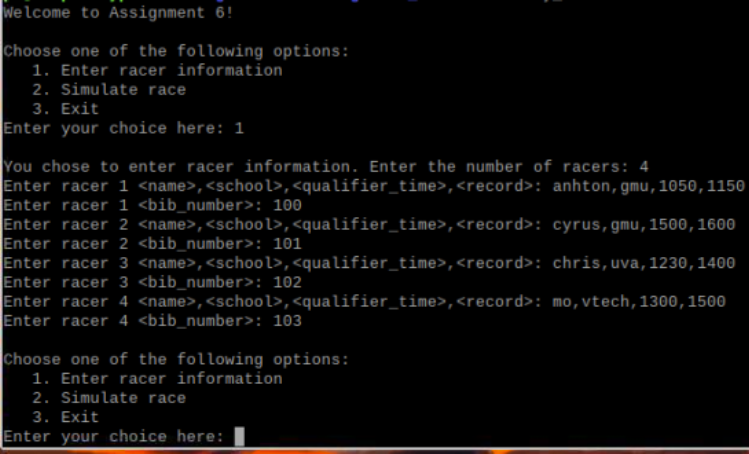 Welcome to Assignment 6!
Choose one of the following options:
1. Enter racer information
2. Simulate race
3. Exit
Enter your choice here: 1
You chose to enter racer information. Enter the number of racers: 4
Enter racer 1 <name>,<school>,<qualifier_time>,<record>: anhton,gmu,1050,1150
Enter racer 1 <bib_number>: 100
Enter racer 2 <name>,<school>,<qualifier_time>,<record>: cyrus,gmu,1500,1600
Enter racer 2 <bib_number>: 101
Enter racer 3 <name>,<school>,<qualifier_time>,<record>: chris,uva,1230,1400
Enter racer 3 <bib_number>: 102
Enter racer 4 <name>,<school>,<qualifier_time>,<record>: mo,vtech,1300,1500
Enter racer 4 <bib_number>: 103
Choose one of the following options:
1. Enter racer information
2. Simulate race
3. Exit
Enter your choice here: